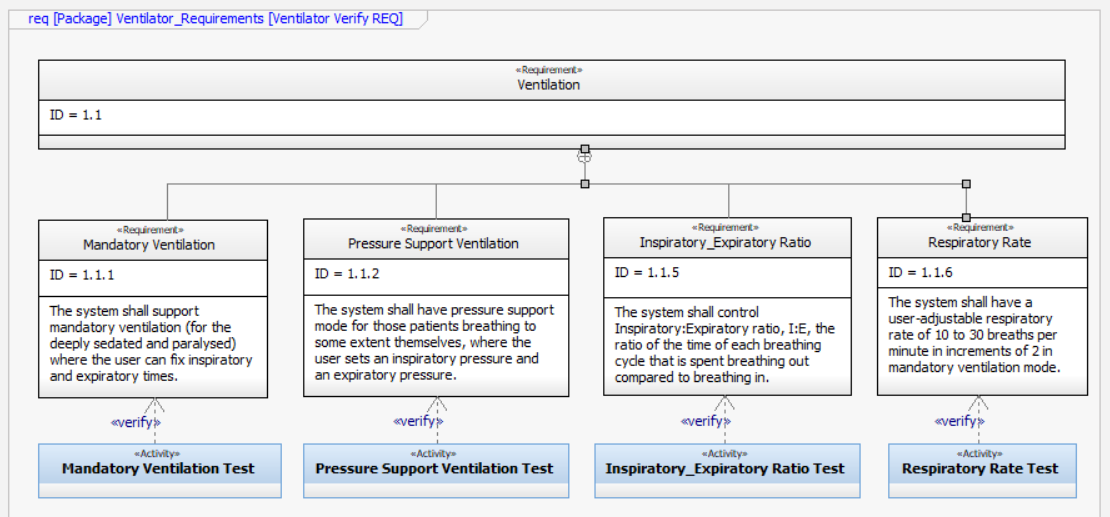 req [Package] Ventilator_Requirements [Ventilator Verify REQ]
«Requirement»
Ventilation
ID = 1.1
«Requirement»
Mandatory Ventilation
ID = 1.1.1
The system shall support
mandatory ventilation (for the
deeply sedated and paralysed)
where the user can fix inspiratory
and expiratory times.
«Requirement»
Pressure Support Ventilation
ID = 1.1.2
The system shall have pressure support
mode for those patients breathing to
some extent themselves, where the
user sets an inspiratory pressure and
an expiratory pressure.
«Requirement»
Inspiratory_Expiratory Ratio
ID = 1.1.5
The system shall control
Inspiratory:Expiratory ratio, I:E, the
ratio of the time of each breathing
cycle that is spent breathing out
compared to breathing in.
«Requirement»
Respiratory Rate
ID = 1.1.6
The system shall have a
user-adjustable respiratory
rate of 10 to 30 breaths per
minute in increments of 2 in
mandatory ventilation mode.
«verify»
«verify»
«verify»
«verify»
«Activity»
Mandatory Ventilation Test
«Activity»
Pressure Support Ventilation Test
«Activity»
Inspiratory_Expiratory Ratio Test
«Activity»
Respiratory Rate Test